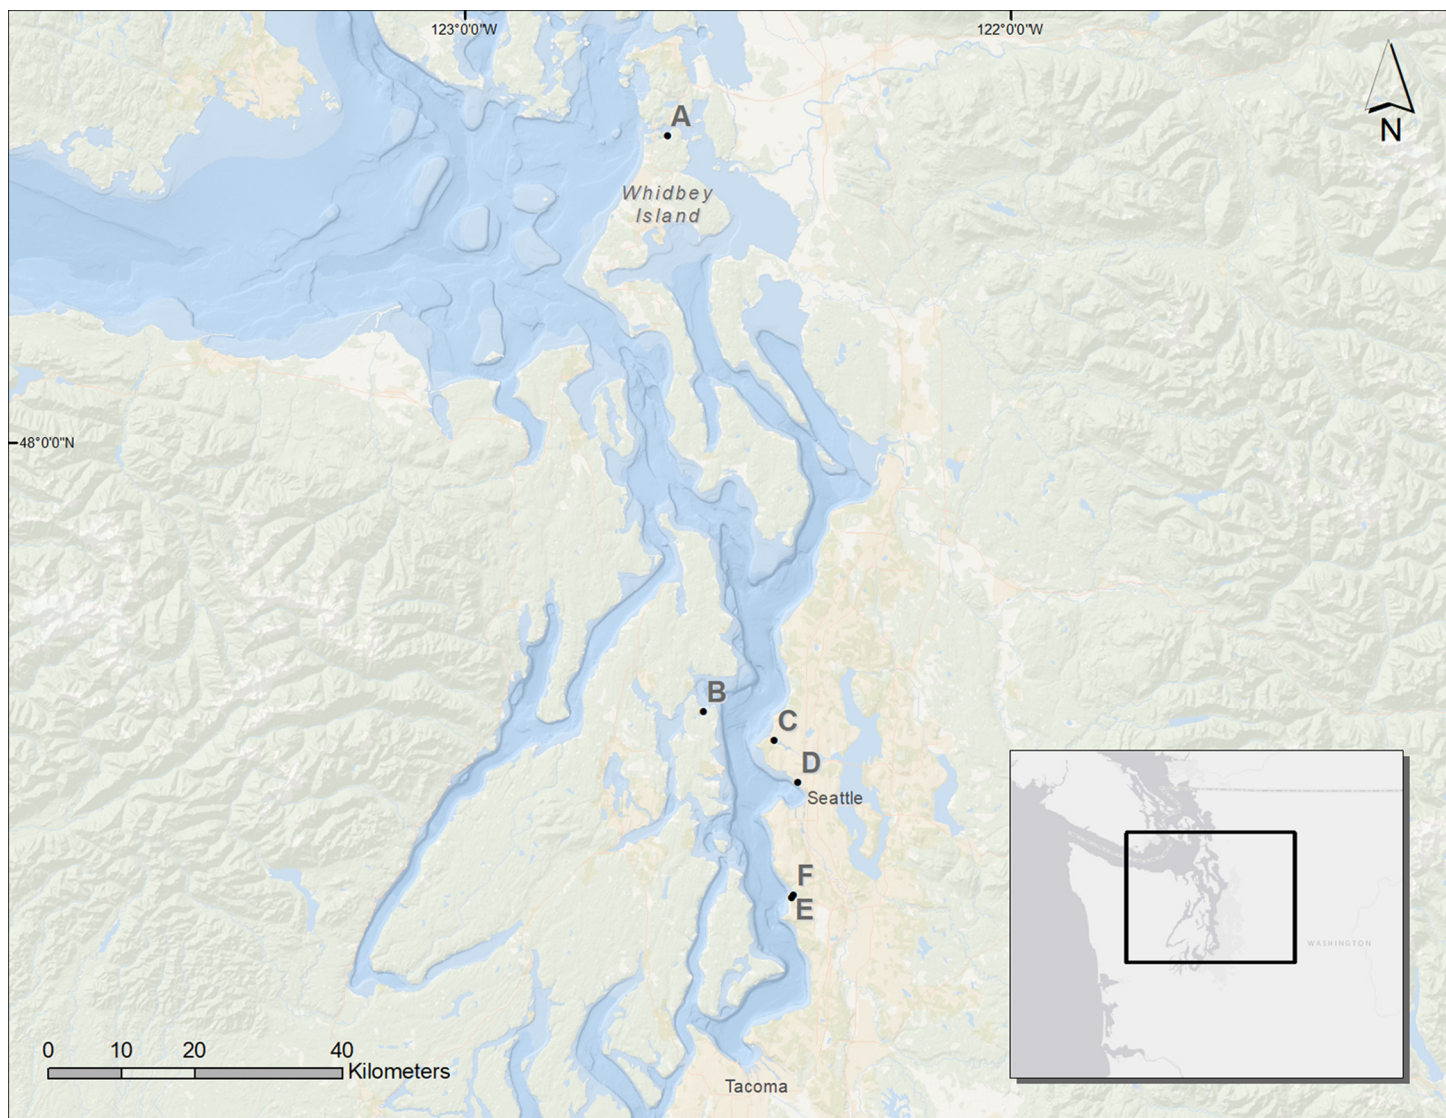 123°0'0"W
122°0'0"W
A
N
Whidbey
Island
48°0'0"N
B
C
D
Seattle
F
E
WASHINGTON
0 10 20 40
Kilometers
Tacoma